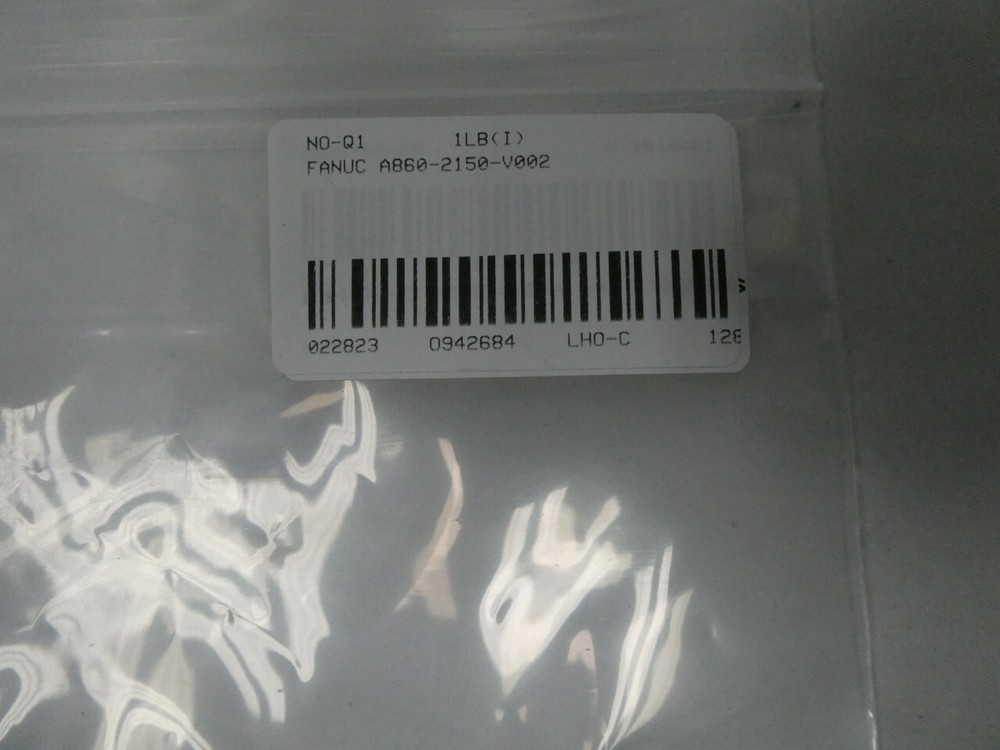 NO-Q1 1LB(I)
FANUC A860-2150-V002
022823 0942684 LHO-C 128